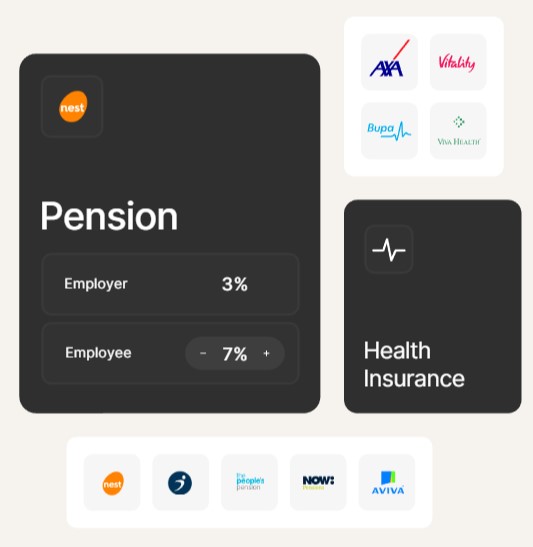 nest
Pension
Employer 3%
Employee - 7% +
AXA
Vitality
Bupa
VIVA HEALTH
Health
Insurance
nest
the
people's
pension
NOW:
Pensions
AVIVA